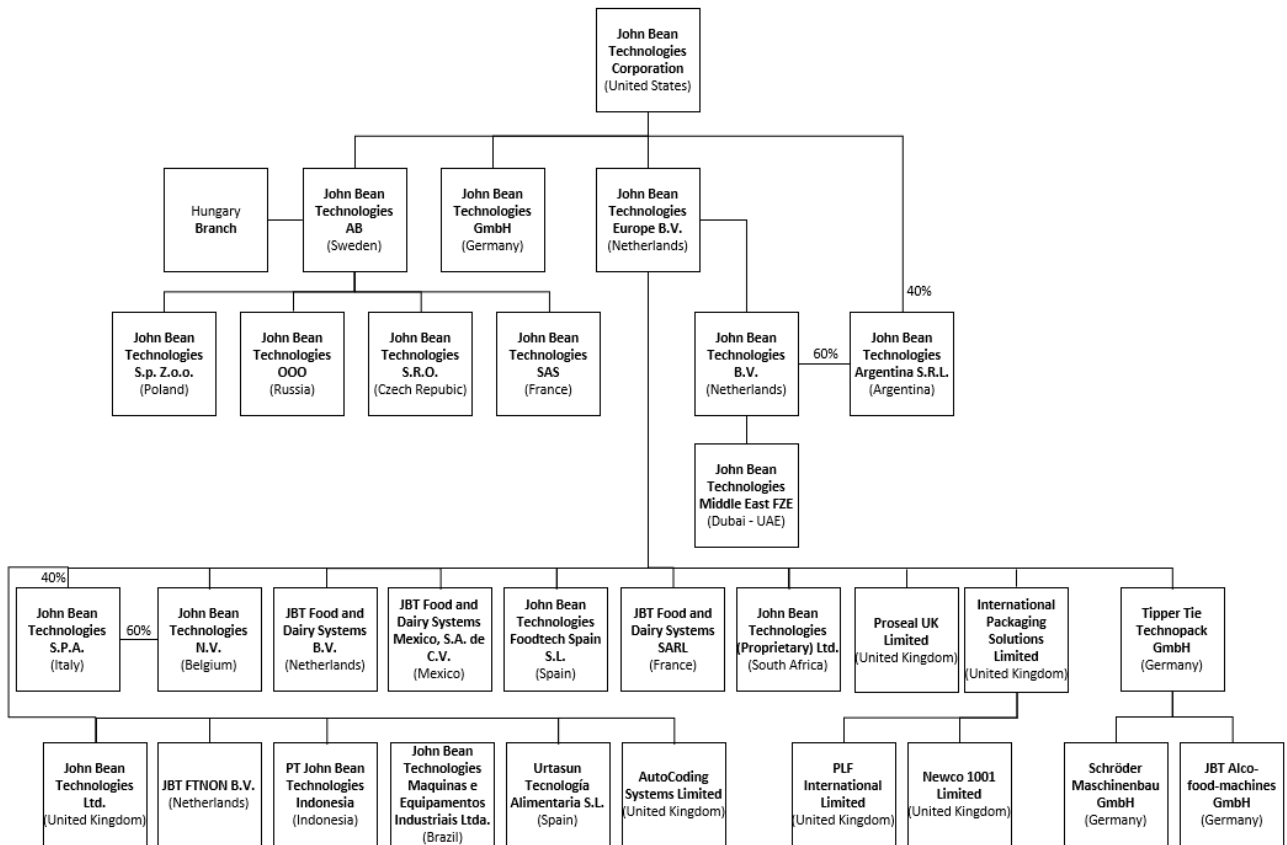 John Bean
Technologies
Corporation
(United States)
Hungary
Branch
John Bean
Technologies
AB
(Sweden)
John Bean
Technologies
GmbH
(Germany)
John Bean
Technologies
Europe B.V.
(Netherlands)
40%
John Bean
Technologies
S.p. Z.o.o.
(Poland)
John Bean
Technologies
OOO
(Russia)
John Bean
Technologies
S.R.O.
(Czech Repubic)
John Bean
Technologies
SAS
(France)
John Bean
Technologies
B.V.
(Netherlands)
60%
John Bean
Technologies
Argentina S.R.L.
(Argentina)
John Bean
Technologies
Middle East FZE
(Dubai - UAE)
40%
John Bean
Technologies
S.P.A.
(Italy)
60%
John Bean
Technologies
N.V.
(Belgium)
JBT Food and
Dairy Systems
B.V.
(Netherlands)
JBT Food and
Dairy Systems
Mexico, S.A. de
C.V.
(Mexico)
John Bean
Technologies
Foodtech Spain
S.L.
(Spain)
JBT Food and
Dairy Systems
SARL
(France)
John Bean
Technologies
(Proprietary) Ltd.
(South Africa)
Proseal UK
Limited
(United Kingdom)
International
Packaging
Solutions
Limited
(United Kingdom)
Tipper Tie
Technopack
GmbH
(Germany)
John Bean
Technologies
Ltd.
(United Kingdom)
JBT FTNON B.V.
(Netherlands)
PT John Bean
Technologies
Indonesia
(Indonesia)
John Bean
Technologies
Maquinas e
Equipamentos
Industriais Ltda.
(Brazil)
Urtasun
Tecnología
Alimentaria S.L.
(Spain)
AutoCoding
Systems Limited
(United Kingdom)
PLF
International
Limited
(United Kingdom)
Newco 1001
Limited
(United Kingdom)
Schröder
Maschinenbau
GmbH
(Germany)
JBT Alco-
food-machines
GmbH
(Germany)